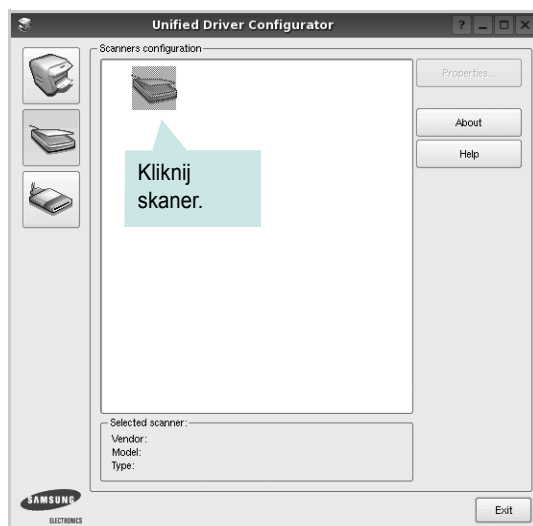 Unified Driver Configurator
Scanners configuration
Properties...
About
Help
Kliknij
skaner.
Selected scanner:
Vendor:
Model:
Type:
SAMSUNG
ELECTRONICS
Exit